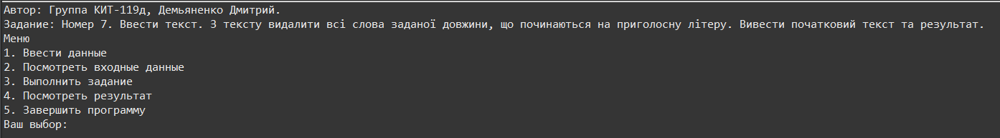 Автор: Группа КИТ-119д, Демьяненко Дмитрий.
Задание: Номер 7. Ввести текст. З тексту видалити всі слова заданої довжини, що починаються на приголосну літеру. Вивести початковий текст та результат.
Меню
1. Ввести данные
2. Посмотреть входные данные
3. Выполнить задание
4. Посмотреть результат
5. Завершить программу
Ваш выбор: